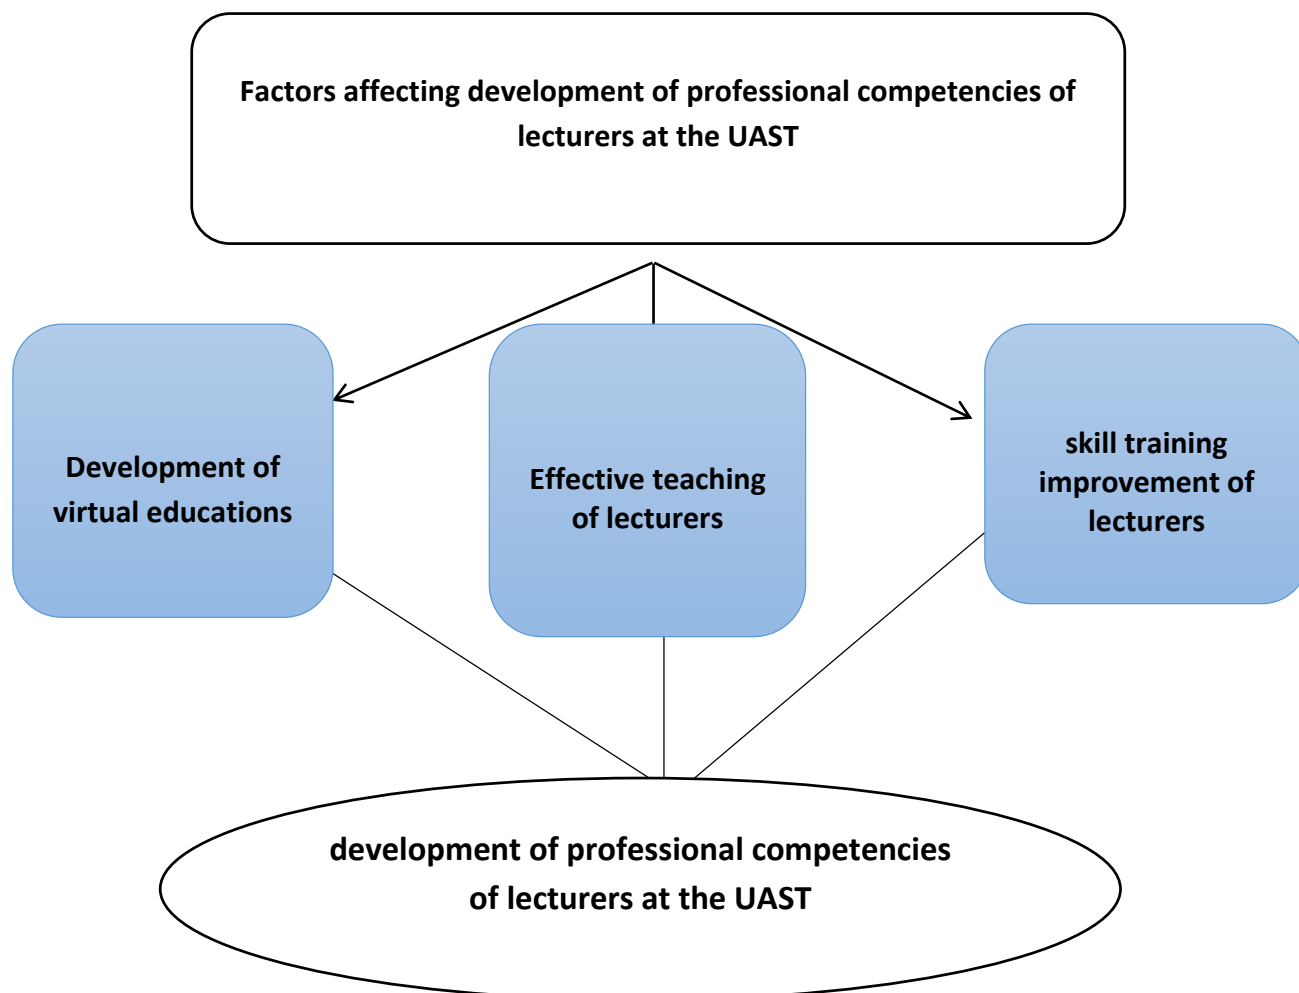 Factors affecting development of professional competencies of
lecturers at the UAST
Development of
virtual educations
Effective teaching
of lecturers
skill training
improvement of
lecturers
development of professional competencies
of lecturers at the UAST